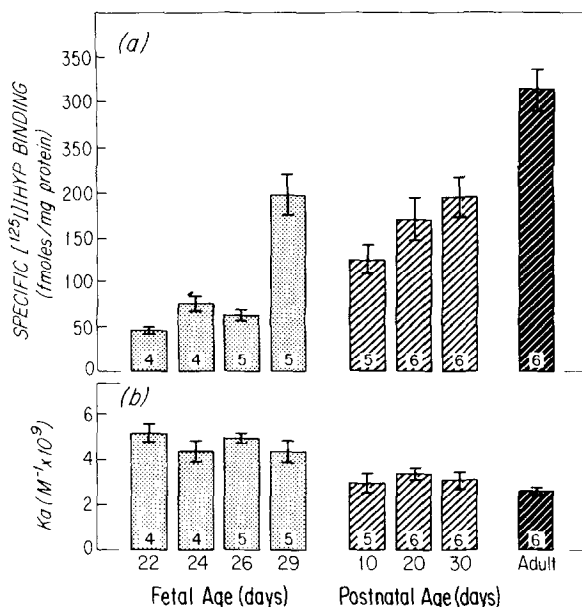 (a)
SPECIFIC [¹²⁵I]IHYP BINDING
(fmoles/mg protein)
350
300
350
200
150
100
50
0
4 4 5 5 5 6 6 6
(b)
Ka (M⁻¹x10⁹)
6
4
2
0
4 4 5 5 5 6 6 6
22 24 26 29 10 20 30 Adult
Fetal Age (days) Postnatal Age (days)